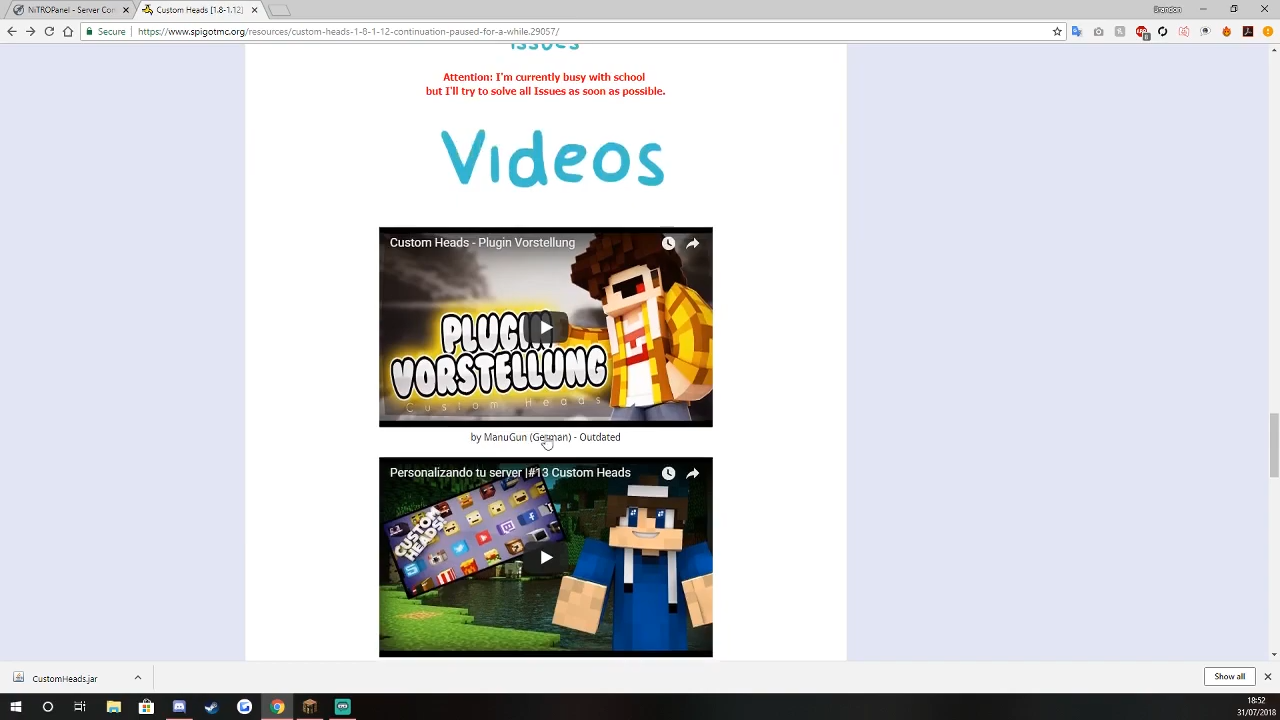 NiTROPanel - Server Con
Custom Heads [1.8-1.12]
Brandon
Secure
https://www.spigotmc.org/resources/custom-heads-1-8-1-12-continuation-paused-for-a-while.29057/
Issues
Attention: I'm currently busy with school
but I'll try to solve all Issues as soon as possible.
Videos
Custom Heads - Plugin Vorstellung
PLUGIN
VORSTELLUNG
Custom Heads
by ManuGun (German) - Outdated
Personalizando tu server |#13 Custom Heads
CUSTOM
HEADS
CustomHeads.jar
Show all
18:52
31/07/2018